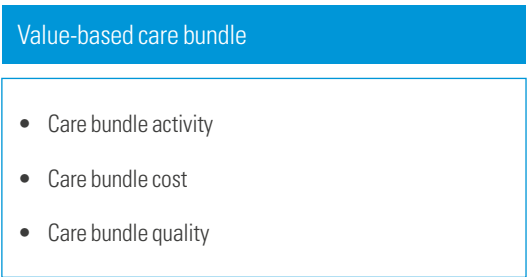 Value-based care bundle
• Care bundle activity
• Care bundle cost
• Care bundle quality